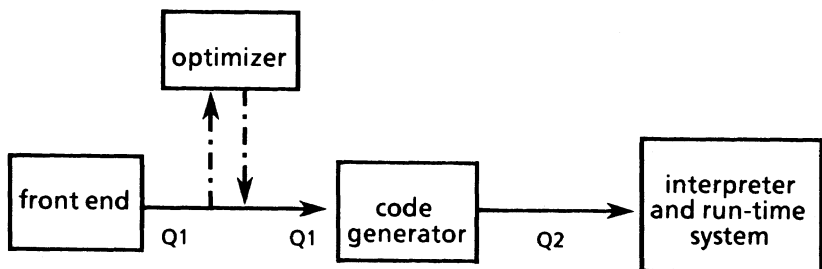 optimizer
front end
Q1
Q1
code
generator
Q2
interpreter
and run-time
system